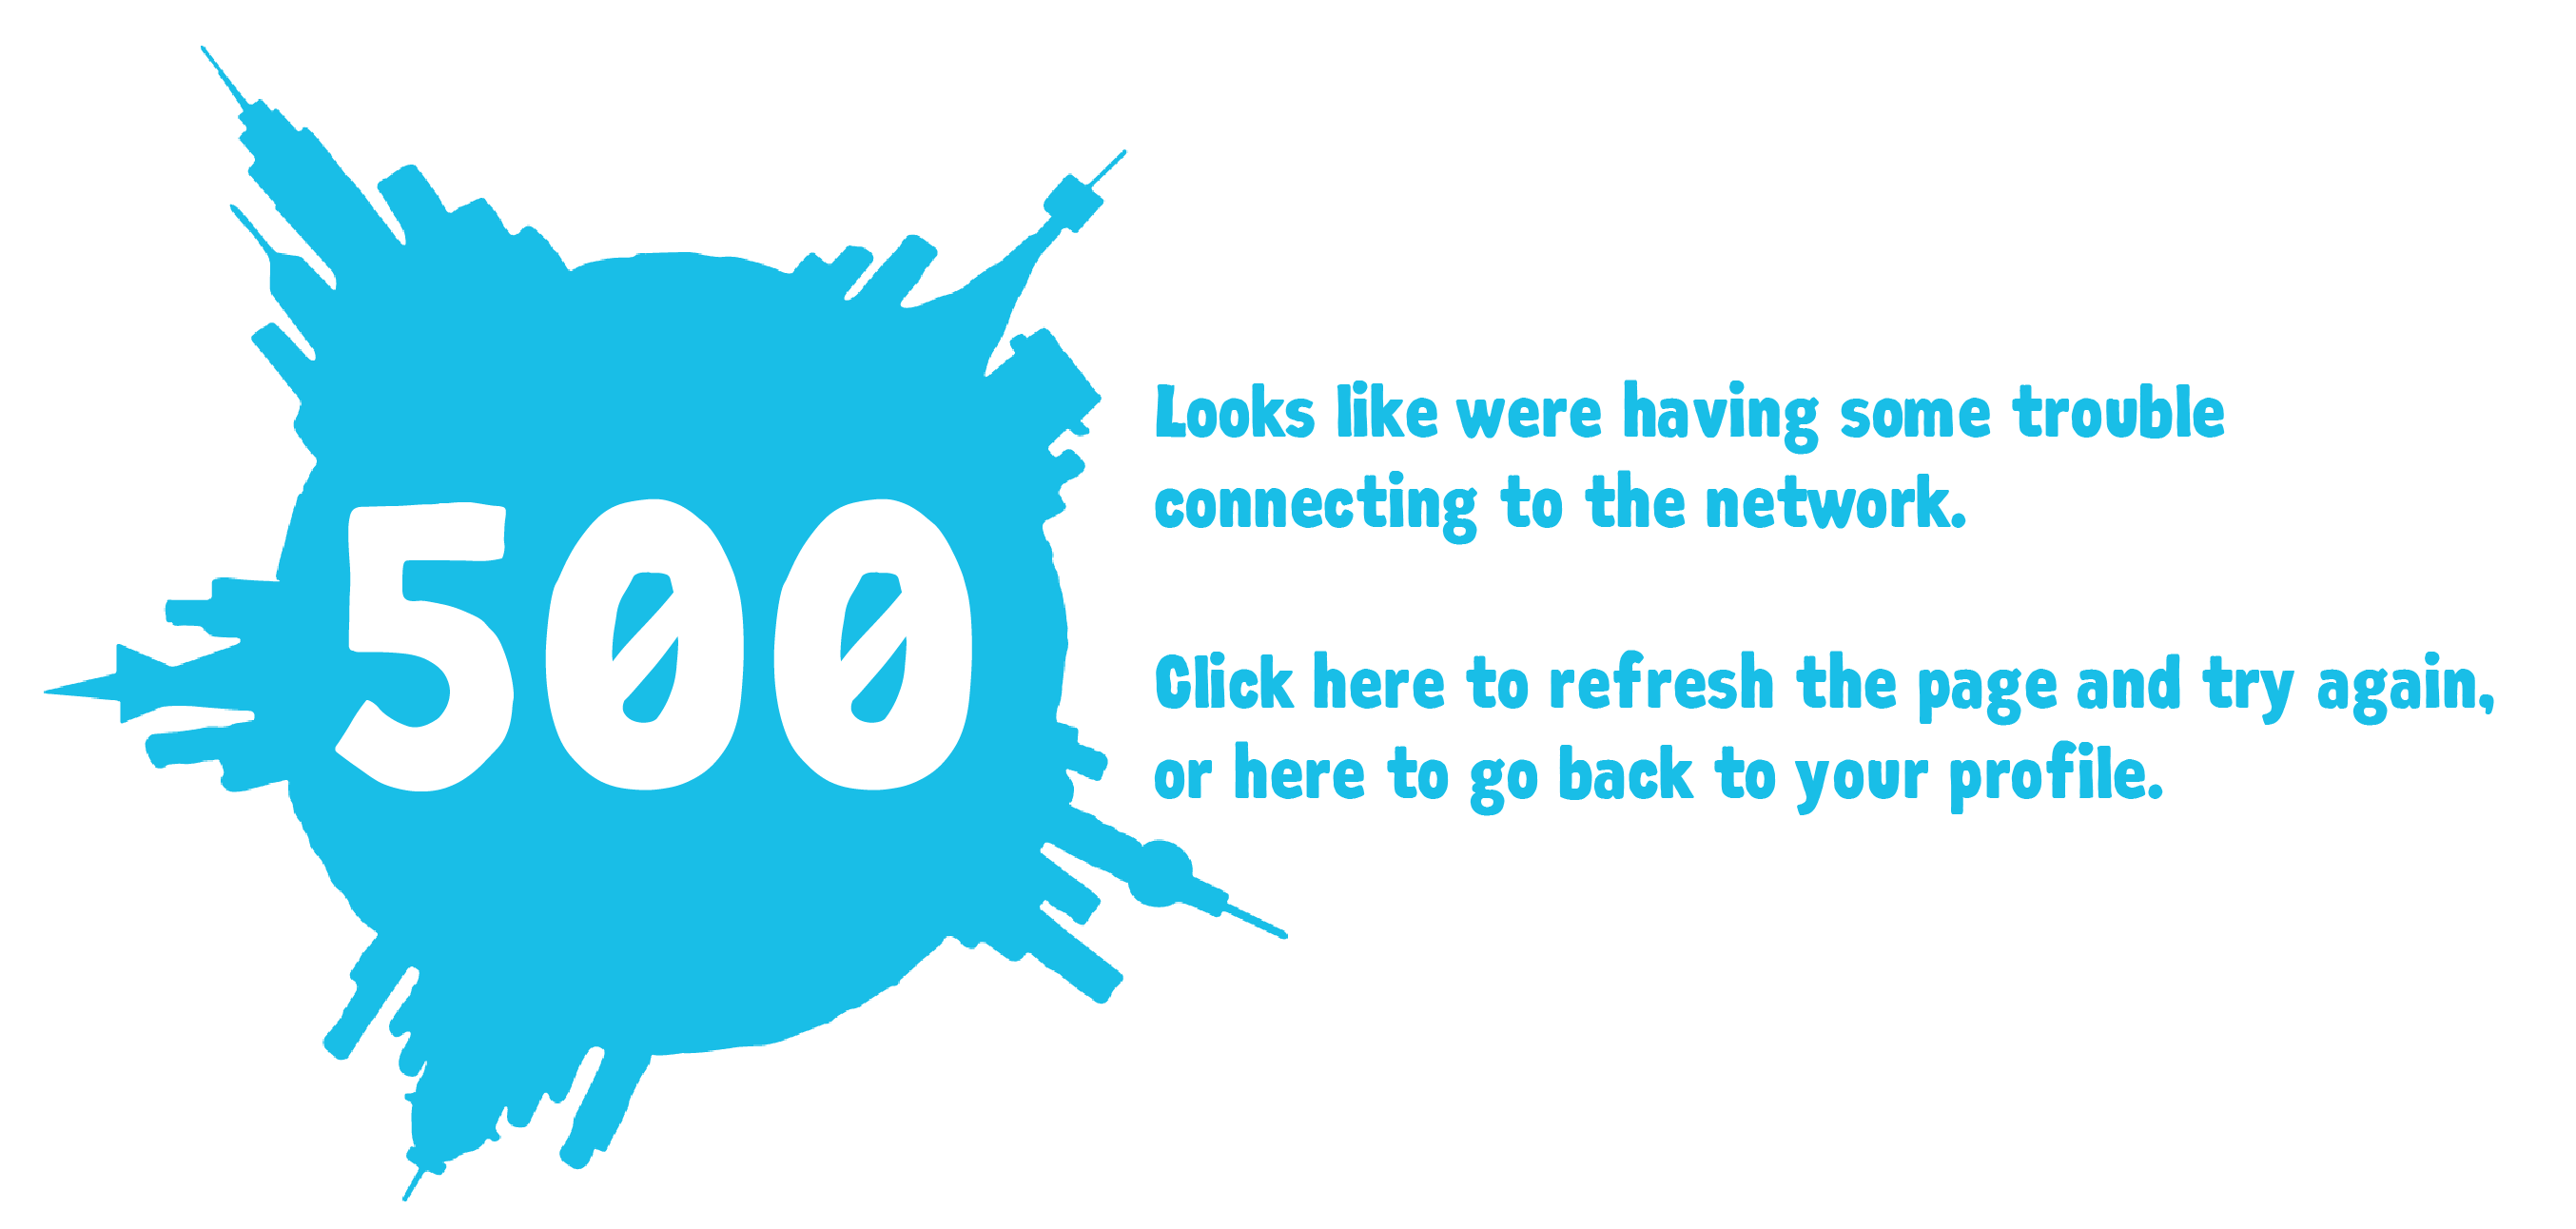 500
Looks like were having some trouble
connecting to the network.
Click here to refresh the page and try again,
or here to go back to your profile.